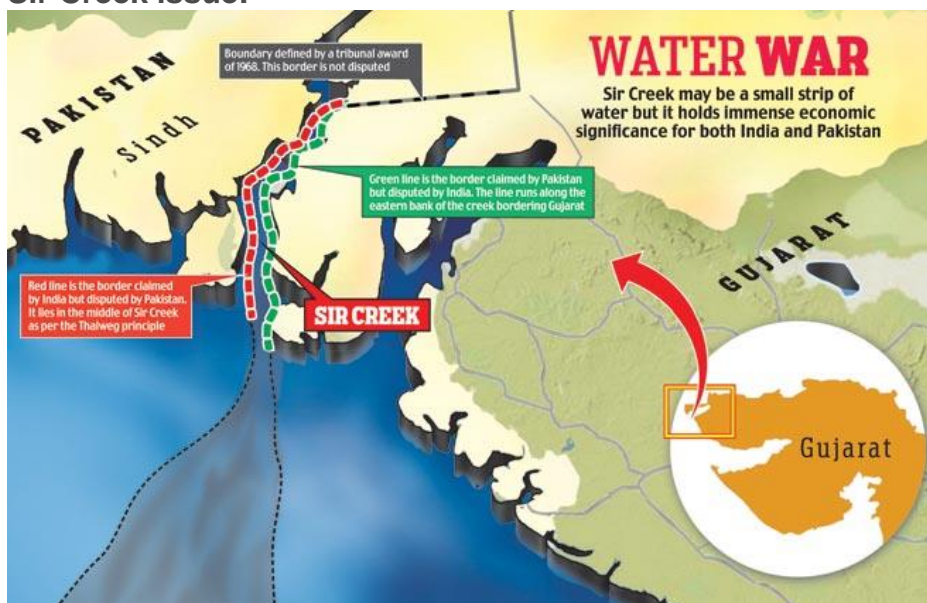 Sir Creek issue:
WATER WAR
Sir Creek may be a small strip of
water but it holds immense economic
significance for both India and Pakistan
Boundary defined by a tribunal award
of 1968. This border is not disputed
PAKISTAN
Sindh
Green line is the border claimed by Pakistan
but disputed by India. The line runs along the
eastern bank of the creek bordering Gujarat
GUJARAT
Red line is the border claimed
by India but disputed by Pakistan.
It lies in the middle of Sir Creek
as per the Thalweg principle
SIR CREEK
Gujarat